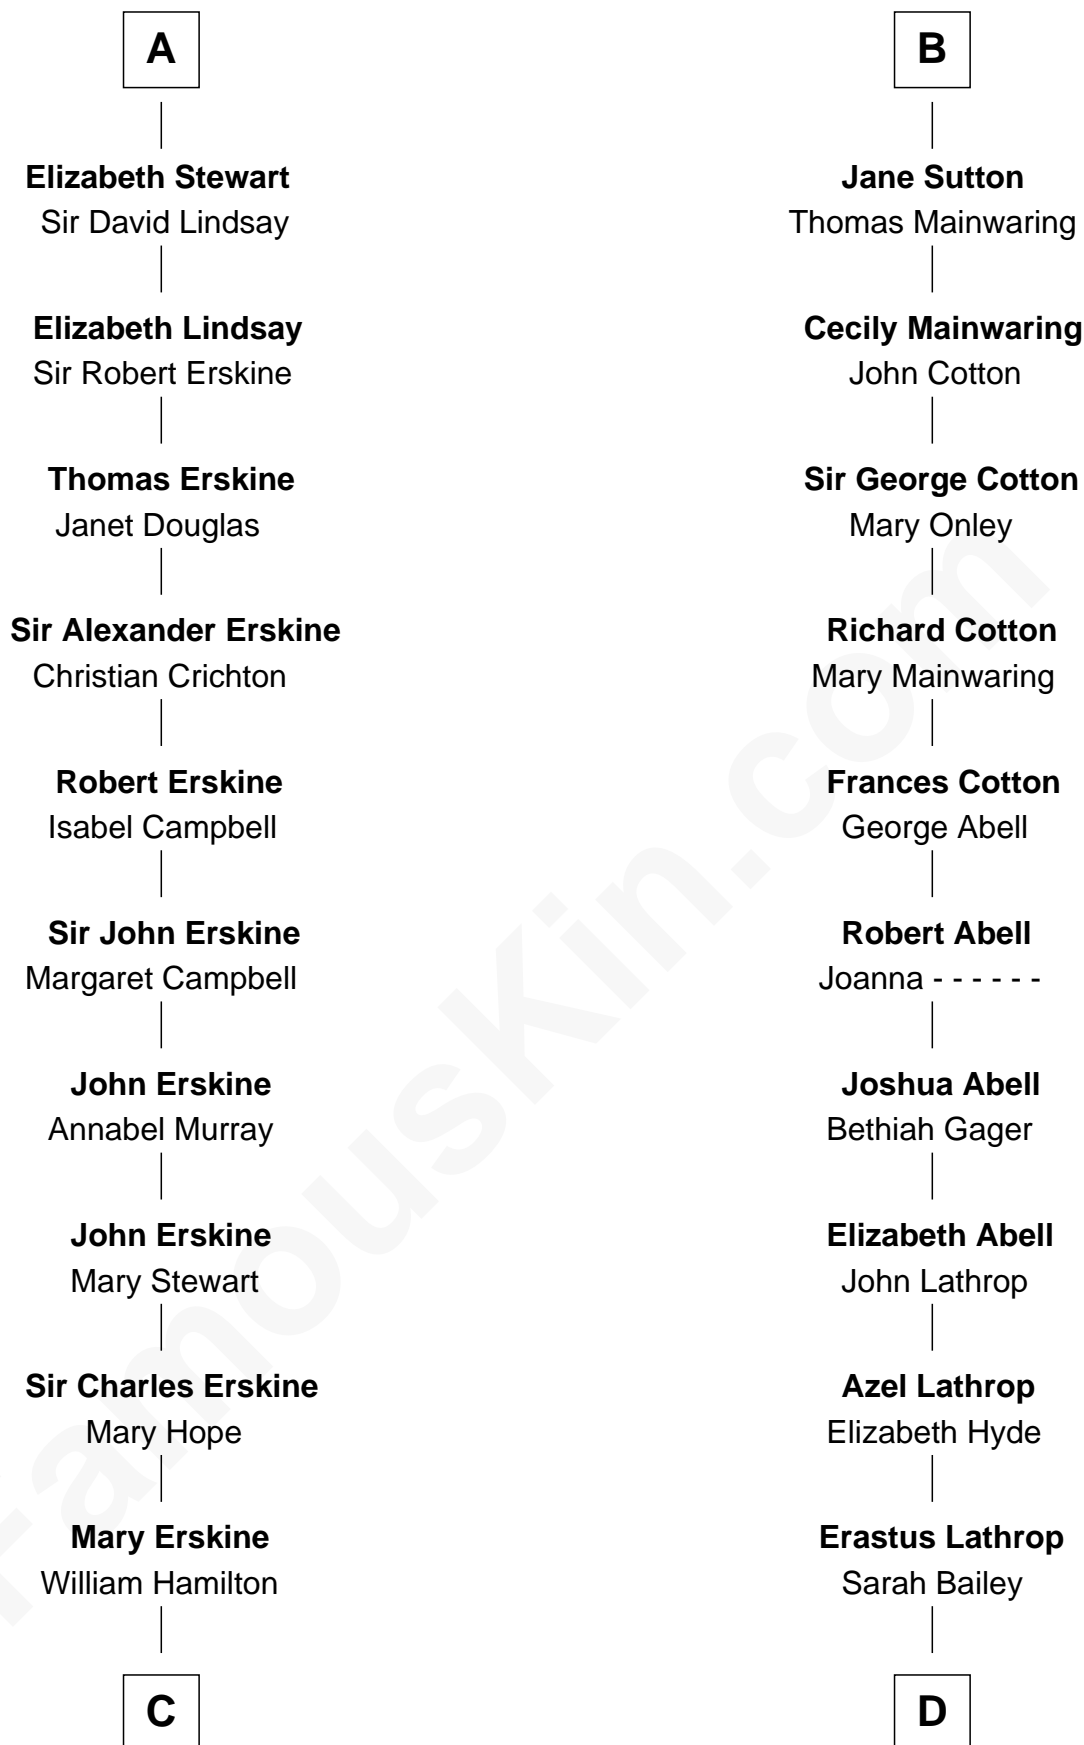 A
Elizabeth Stewart
Sir David Lindsay
Elizabeth Lindsay
Sir Robert Erskine
Thomas Erskine
Janet Douglas
Sir Alexander Erskine
Christian Crichton
Robert Erskine
Isabel Campbell
Sir John Erskine
Margaret Campbell
John Erskine
Annabel Murray
John Erskine
Mary Stewart
Sir Charles Erskine
Mary Hope
Mary Erskine
William Hamilton
C
B
Jane Sutton
Thomas Mainwaring
Cecily Mainwaring
John Cotton
Sir George Cotton
Mary Onley
Richard Cotton
Mary Mainwaring
Frances Cotton
George Abell
Robert Abell
Joanna - - - - - -
Joshua Abell
Bethiah Gager
Elizabeth Abell
John Lathrop
Azel Lathrop
Elizabeth Hyde
Erastus Lathrop
Sarah Bailey
D
FamousKin.com